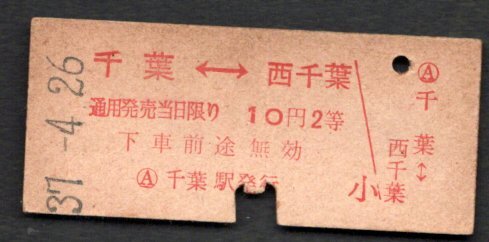 37.-4.26
千葉 ↔ 西千葉
通用発売当日限り 10円2等
下車前途無効
Ⓐ 千葉駅発行
Ⓐ
千葉
↕
西千葉
小